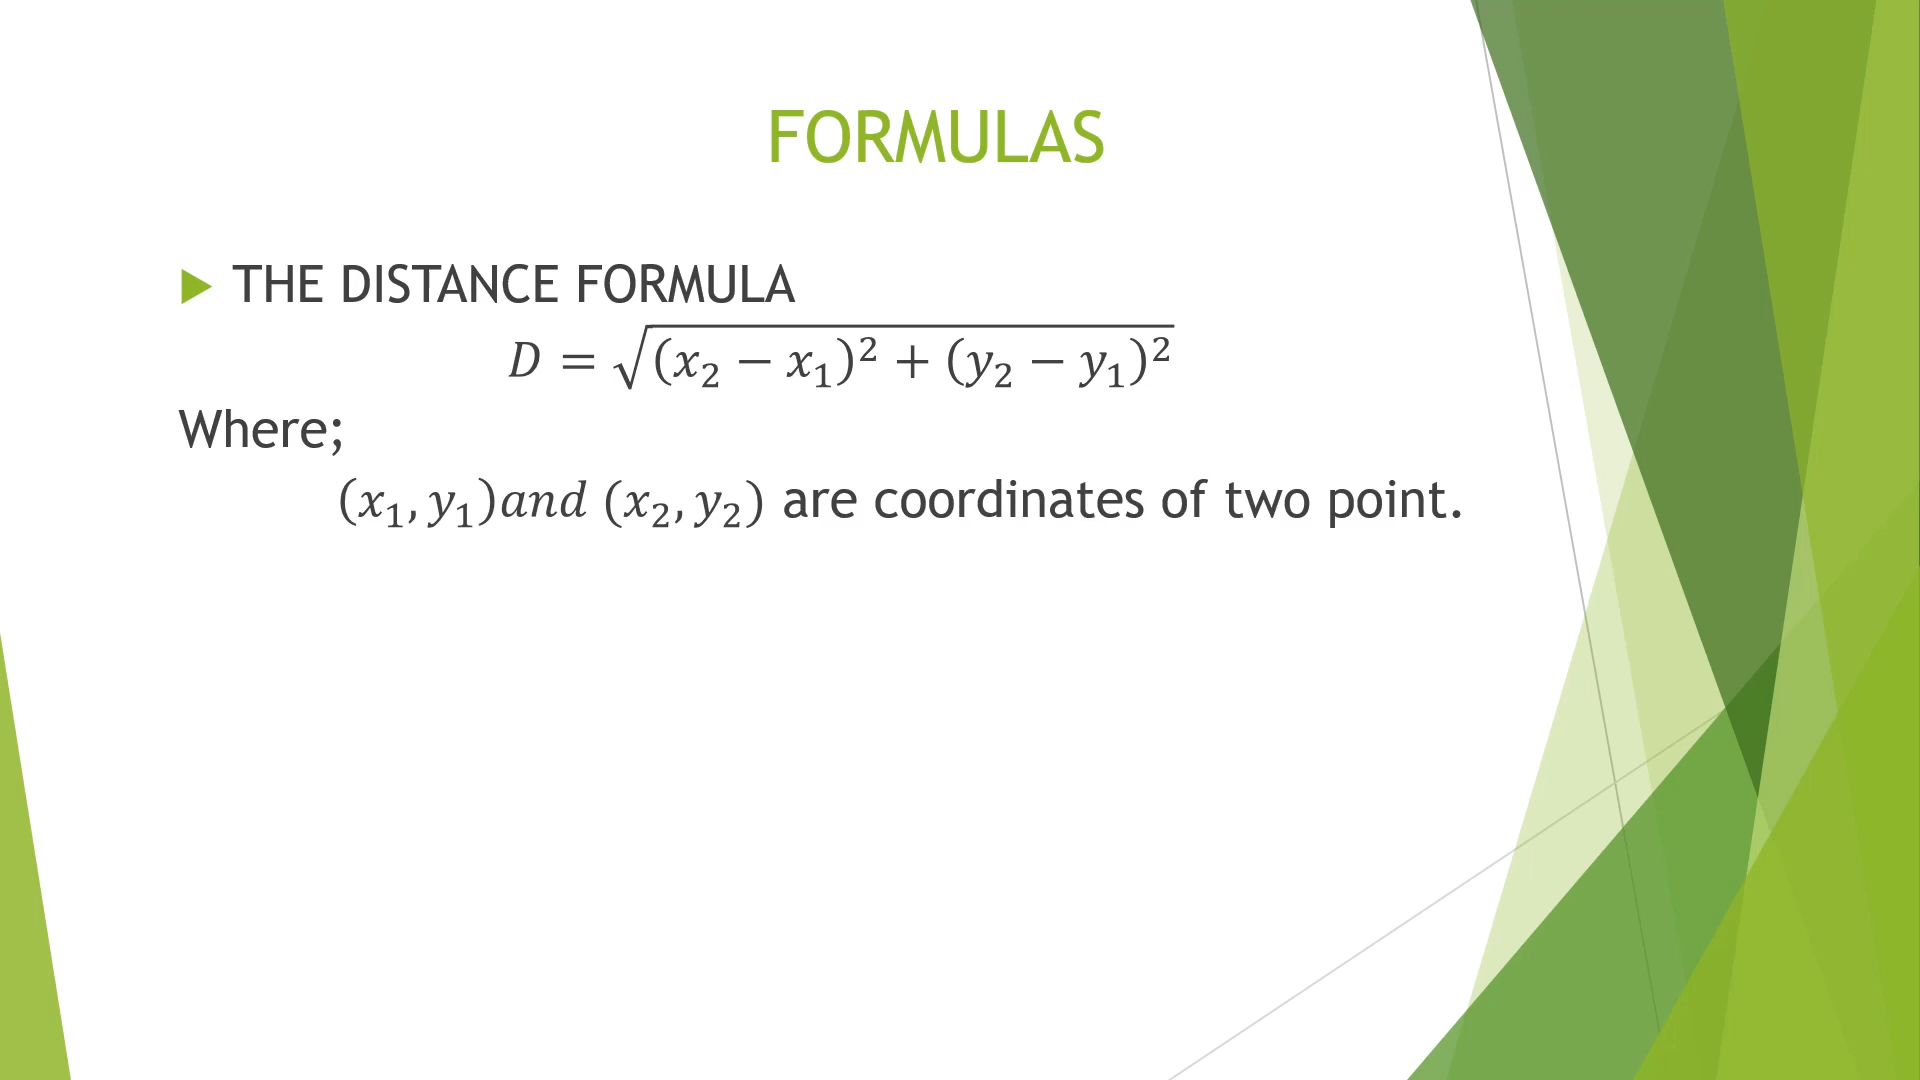 FORMULAS
THE DISTANCE FORMULA
𝐷 = √(𝑥₂ − 𝑥₁)² + (𝑦₂ − 𝑦₁)²
Where;
(𝑥₁, 𝑦₁)𝑎𝑛𝑑 (𝑥₂, 𝑦₂) are coordinates of two point.